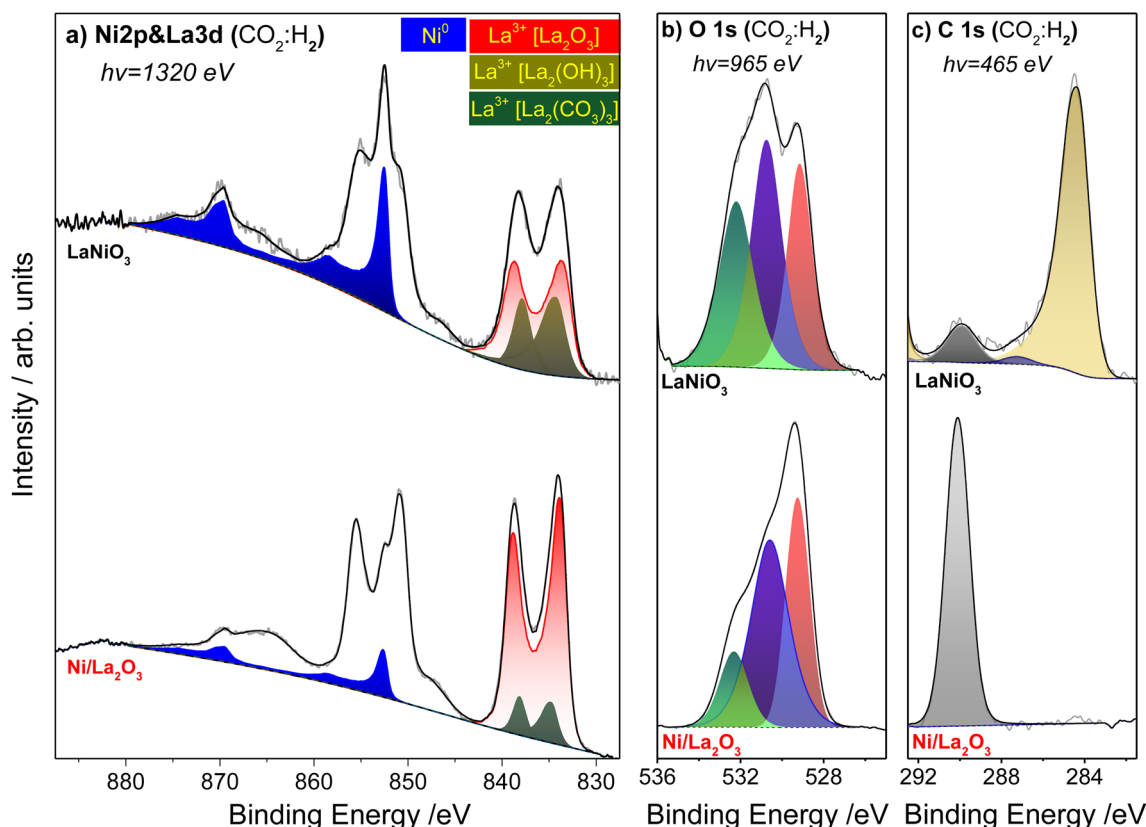 a) Ni2p&La3d (CO₂:H₂)
hν=1320 eV
Ni⁰
La³⁺ [La₂O₃]
La³⁺ [La₂(OH)₃]
La³⁺ [La₂(CO₃)₃]
LaNiO₃
Ni/La₂O₃
Intensity / arb. units
880 870 860 850 840 830
Binding Energy /eV
b) O 1s (CO₂:H₂)
hν=965 eV
LaNiO₃
Ni/La₂O₃
536 532 528
Binding Energy /eV
c) C 1s (CO₂:H₂)
hν=465 eV
LaNiO₃
Ni/La₂O₃
292 288 284
Binding Energy /eV